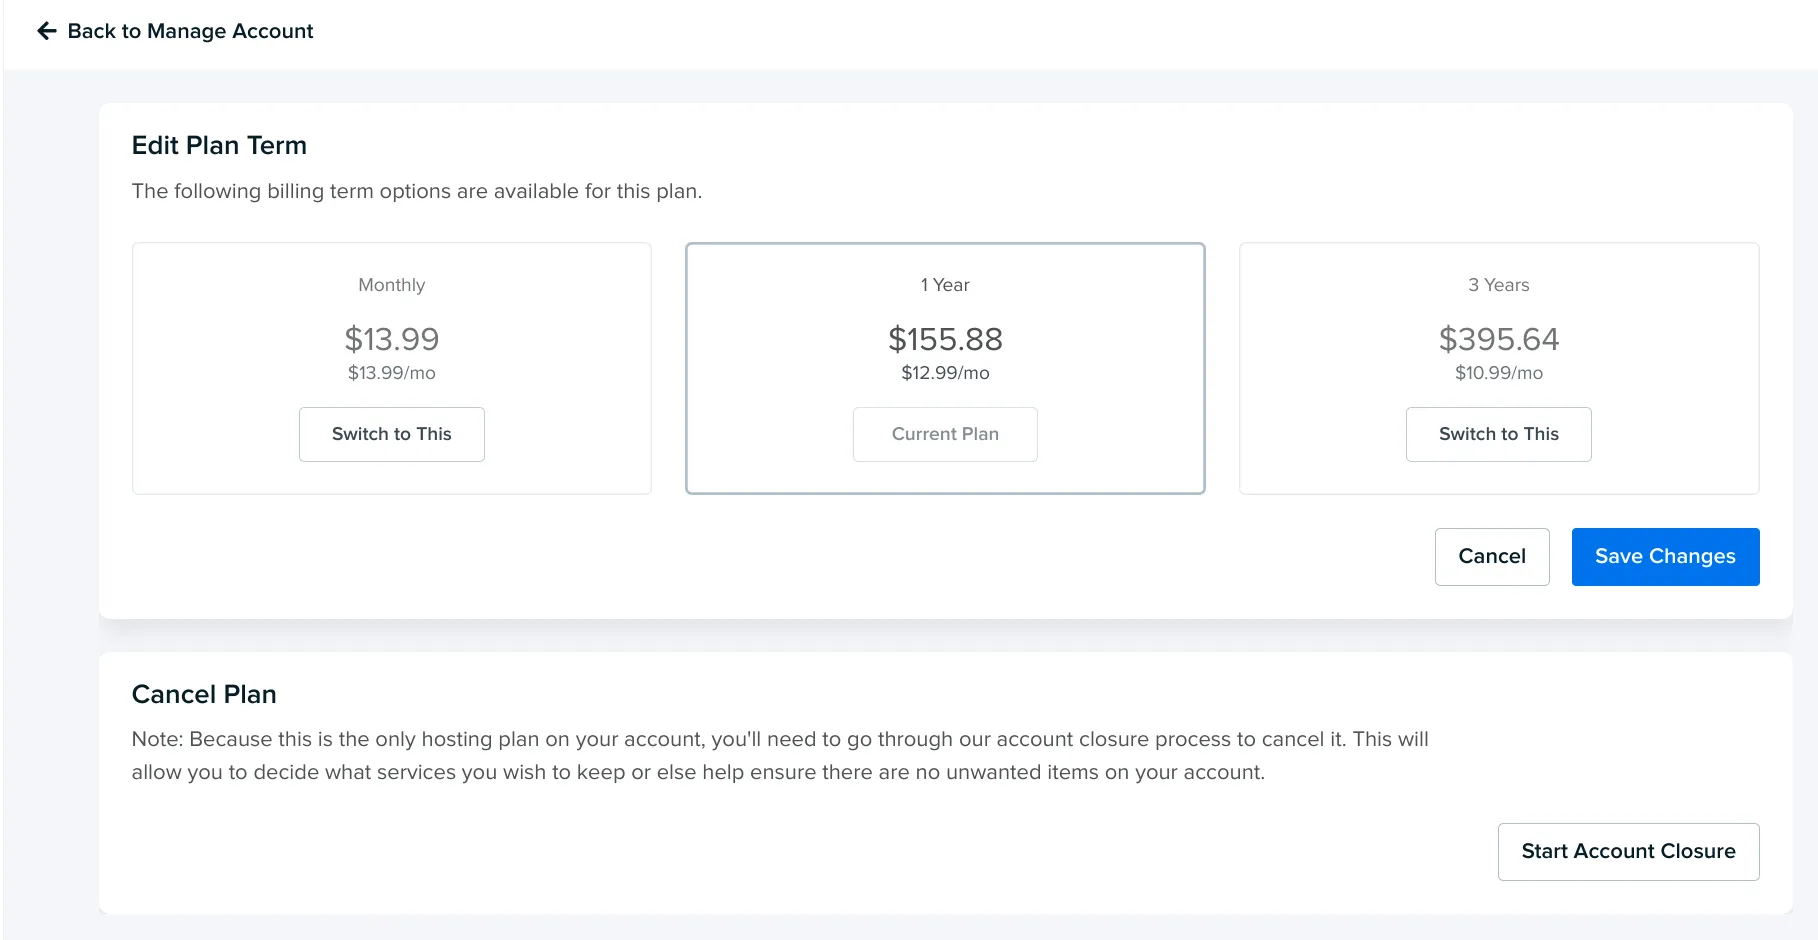 Back to Manage Account
Edit Plan Term
The following billing term options are available for this plan.
Monthly
$13.99
$13.99/mo
Switch to This
1 Year
$155.88
$12.99/mo
Current Plan
3 Years
$395.64
$10.99/mo
Switch to This
Cancel
Save Changes
Cancel Plan
Note: Because this is the only hosting plan on your account, you'll need to go through our account closure process to cancel it. This will
allow you to decide what services you wish to keep or else help ensure there are no unwanted items on your account.
Start Account Closure